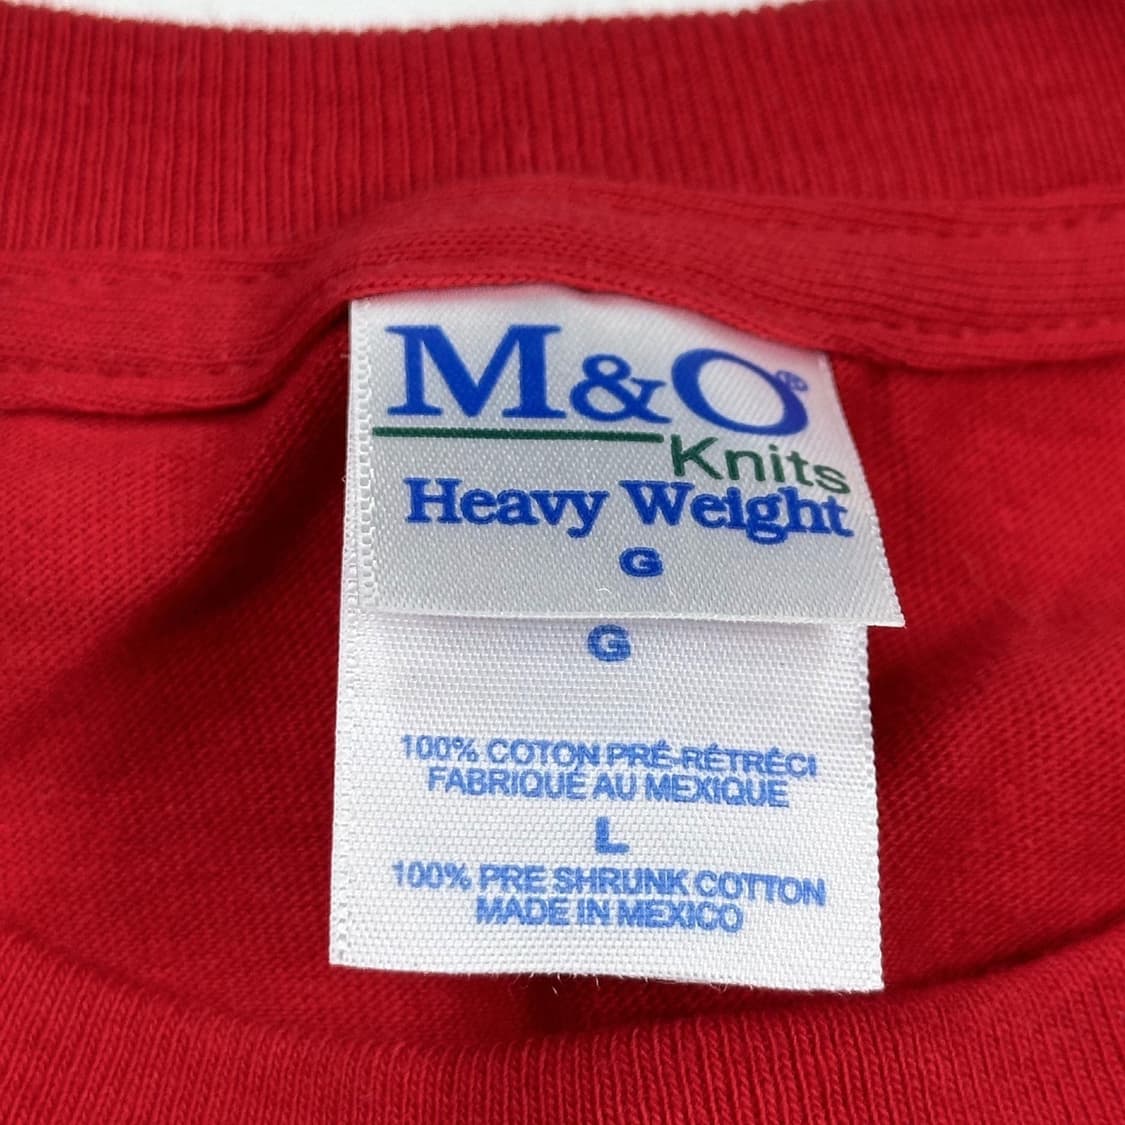 M&O®
Knits
Heavy Weight
G
G
100% COTON PRÉ-RÉTRÉCI
FABRIQUÉ AU MEXIQUE
L
100% PRE SHRUNK COTTON
MADE IN MEXICO